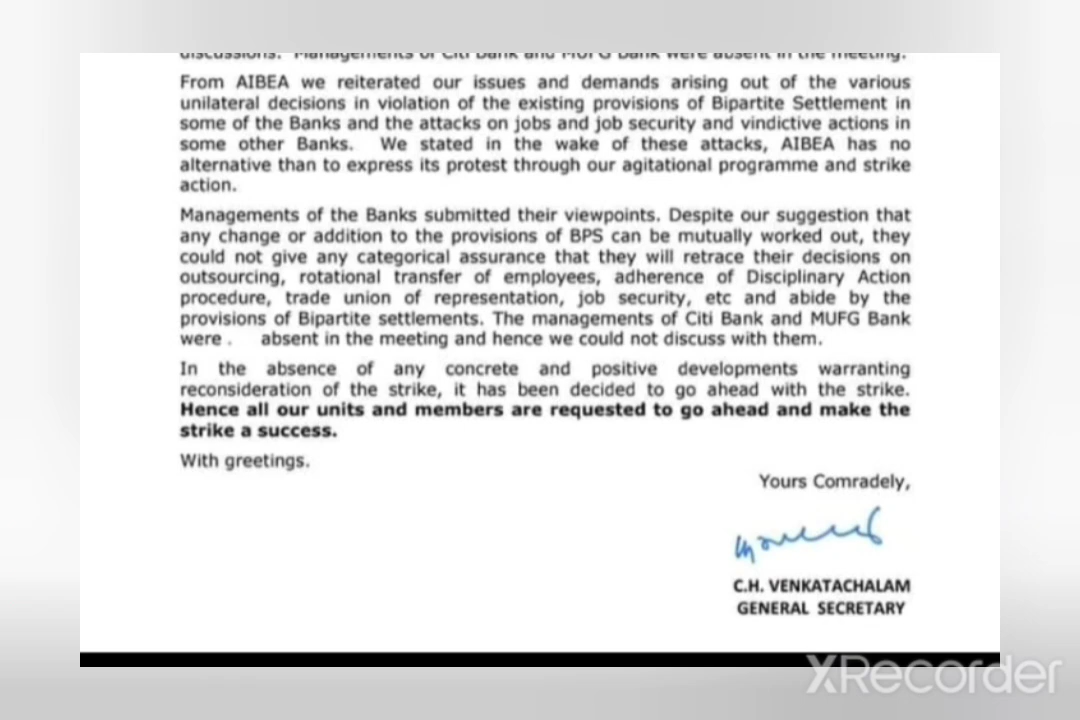 discussions. Managements of Citi Bank and MUFG Bank were absent in the meeting.
From AIBEA we reiterated our issues and demands arising out of the various
unilateral decisions in violation of the existing provisions of Bipartite Settlement in
some of the Banks and the attacks on jobs and job security and vindictive actions in
some other Banks. We stated in the wake of these attacks, AIBEA has no
alternative than to express its protest through our agitational programme and strike
action.
Managements of the Banks submitted their viewpoints. Despite our suggestion that
any change or addition to the provisions of BPS can be mutually worked out, they
could not give any categorical assurance that they will retrace their decisions on
outsourcing, rotational transfer of employees, adherence of Disciplinary Action
procedure, trade union of representation, job security, etc and abide by the
provisions of Bipartite settlements. The managements of Citi Bank and MUFG Bank
were . absent in the meeting and hence we could not discuss with them.
In the absence of any concrete and positive developments warranting
reconsideration of the strike, it has been decided to go ahead with the strike.
Hence all our units and members are requested to go ahead and make the
strike a success.
With greetings.
Yours Comradely,
C.H. VENKATACHALAM
GENERAL SECRETARY
XRecorder